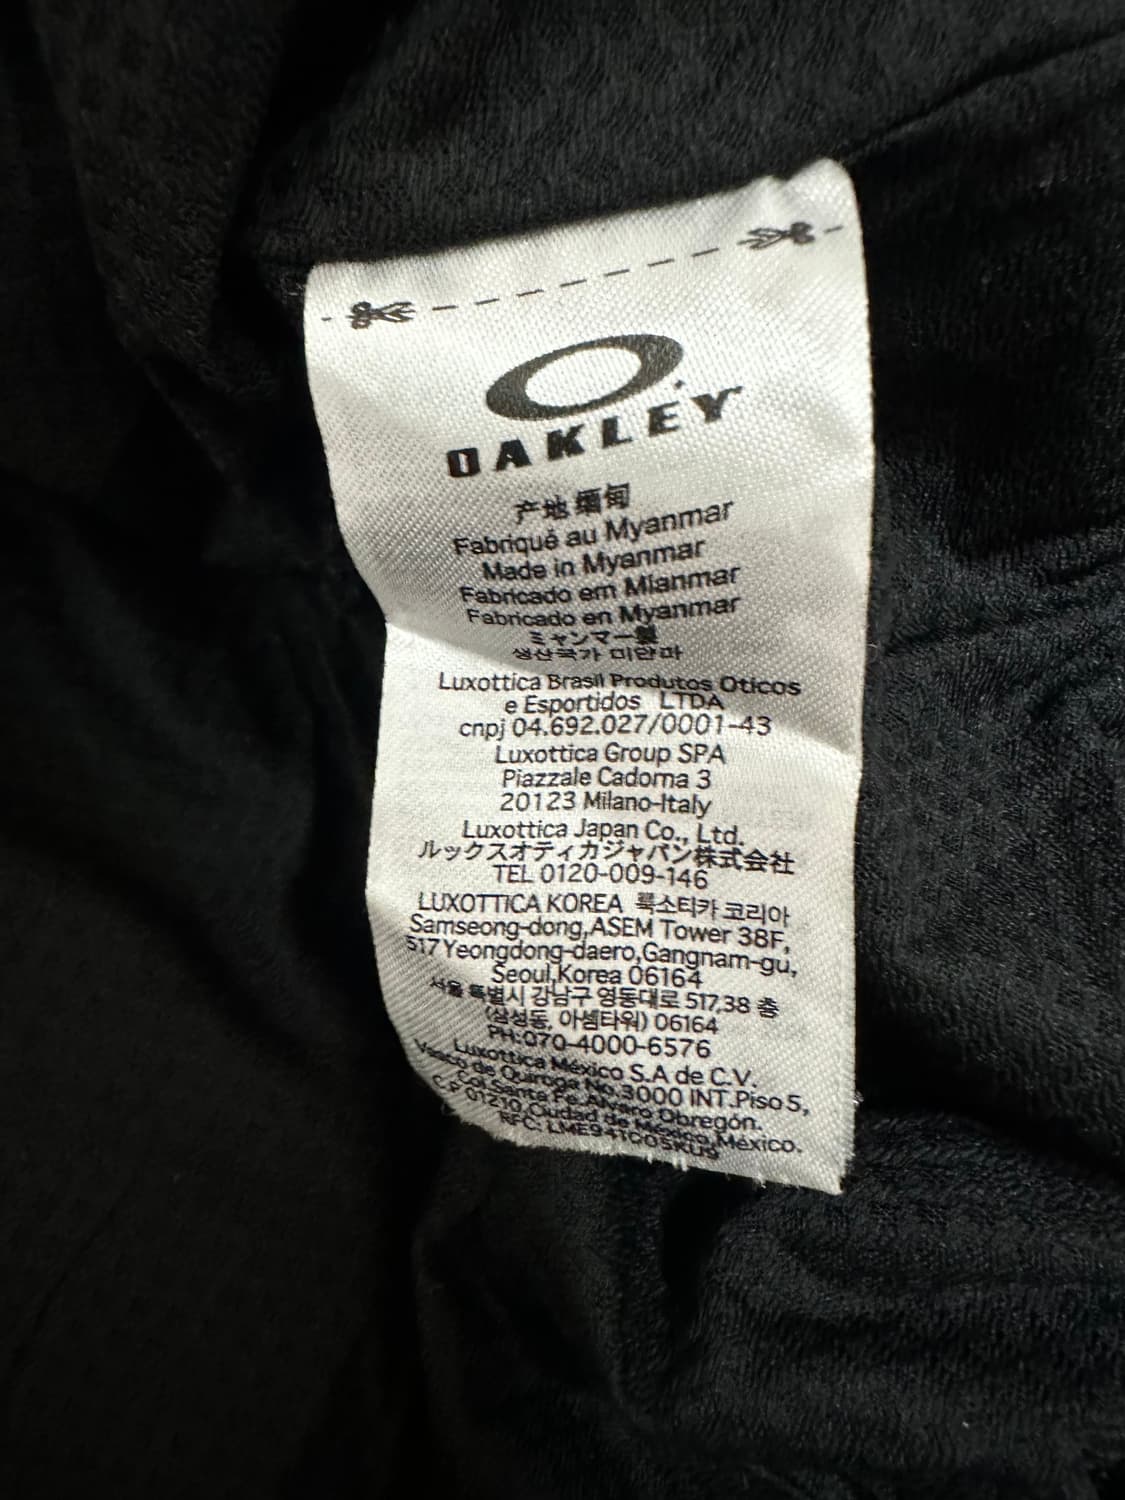 OAKLEY
产地 缅甸
Fabriqué au Myanmar
Made in Myanmar
Fabricado em Mianmar
Fabricado en Myanmar
ミャンマー製
생산국가 미얀마
Luxottica Brasil Produtos Oticos
e Esportidos LTDA
cnpj 04.692.027/0001-43
Luxottica Group SPA
Piazzale Cadorna 3
20123 Milano-Italy
Luxottica Japan Co., Ltd.
ルックスオティカジャパン株式会社
TEL 0120-009-146
LUXOTTICA KOREA 룩소티카 코리아
Samseong-dong,ASEM Tower 38F,
517 Yeongdong-daero,Gangnam-gu,
Seoul,Korea 06164
서울 특별시 강남구 영동대로 517,38 층
(삼성동, 아셈타워) 06164
PH:070-4000-6576
Luxottica México S.A de C.V.
Vasco de Quiroga No.3000 INT.Piso 5,
Col.Santa Fe.Alvaro Obregón.
C.P 01210,Ciudad de México,México.
RFC: